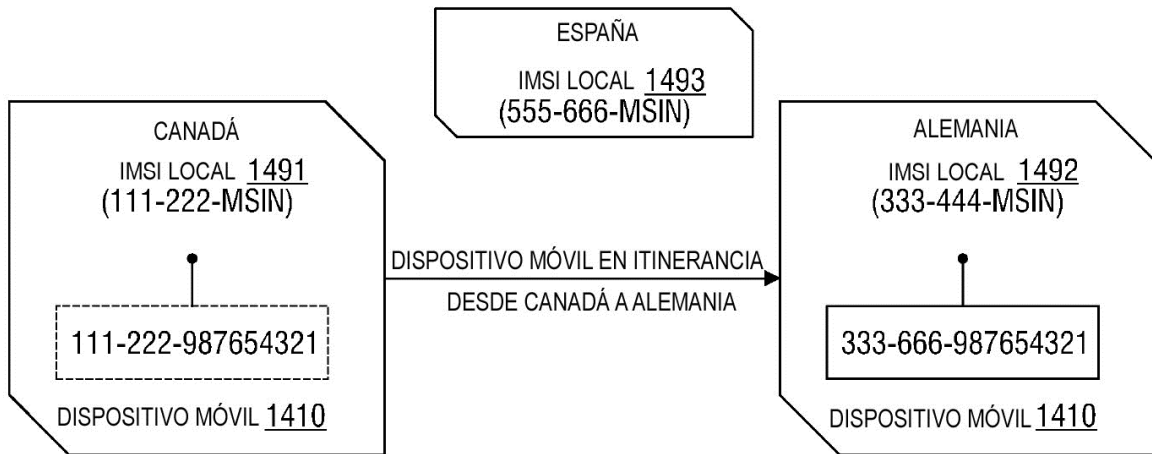 ESPAÑA
IMSI LOCAL 1493
(555-666-MSIN)
CANADÁ
IMSI LOCAL 1491
(111-222-MSIN)
111-222-987654321
DISPOSITIVO MÓVIL 1410
DISPOSITIVO MÓVIL EN ITINERANCIA
DESDE CANADÁ A ALEMANIA
ALEMANIA
IMSI LOCAL 1492
(333-444-MSIN)
333-666-987654321
DISPOSITIVO MÓVIL 1410